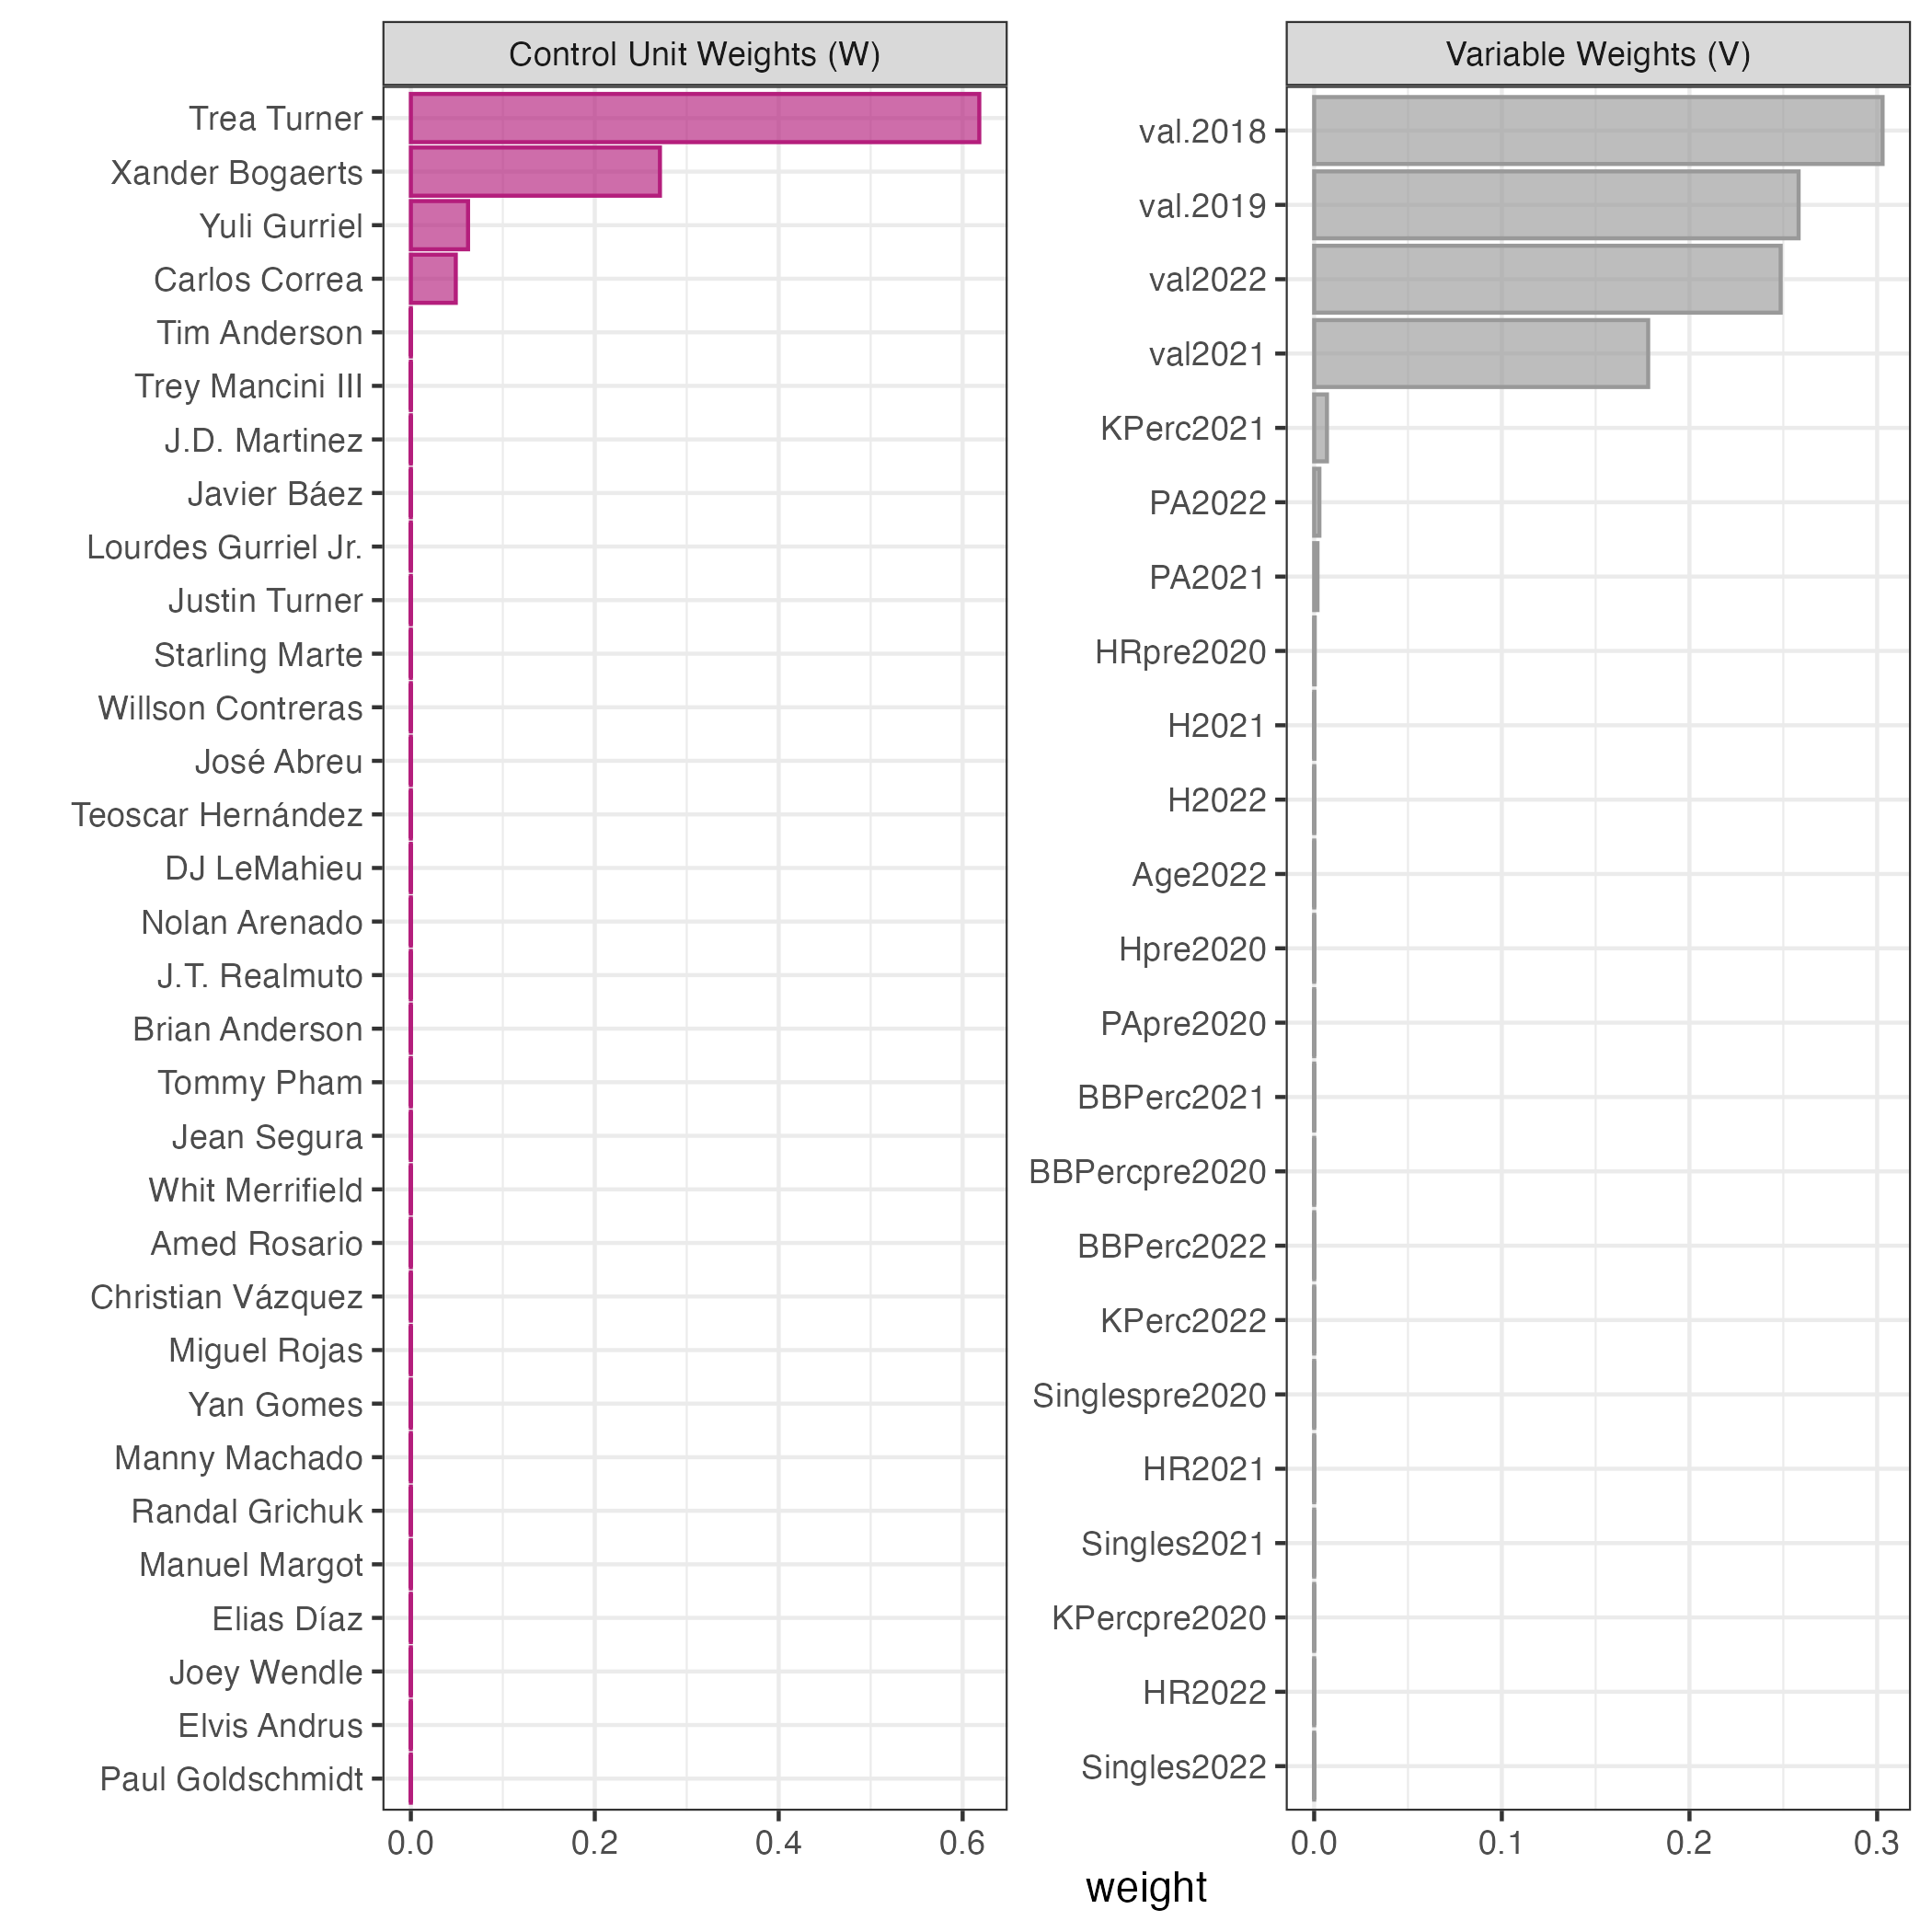 Control Unit Weights (W)
Trea Turner
Xander Bogaerts
Yuli Gurriel
Carlos Correa
Tim Anderson
Trey Mancini III
J.D. Martinez
Javier Báez
Lourdes Gurriel Jr.
Justin Turner
Starling Marte
Willson Contreras
José Abreu
Teoscar Hernández
DJ LeMahieu
Nolan Arenado
J.T. Realmuto
Brian Anderson
Tommy Pham
Jean Segura
Whit Merrifield
Amed Rosario
Christian Vázquez
Miguel Rojas
Yan Gomes
Manny Machado
Randal Grichuk
Manuel Margot
Elias Díaz
Joey Wendle
Elvis Andrus
Paul Goldschmidt
0.0 0.2 0.4 0.6
Variable Weights (V)
val.2018
val.2019
val2022
val2021
KPerc2021
PA2022
PA2021
HRpre2020
H2021
H2022
Age2022
Hpre2020
PApre2020
BBPerc2021
BBPercpre2020
BBPerc2022
KPerc2022
Singlespre2020
HR2021
Singles2021
KPercpre2020
HR2022
Singles2022
0.0 0.1 0.2 0.3
weight